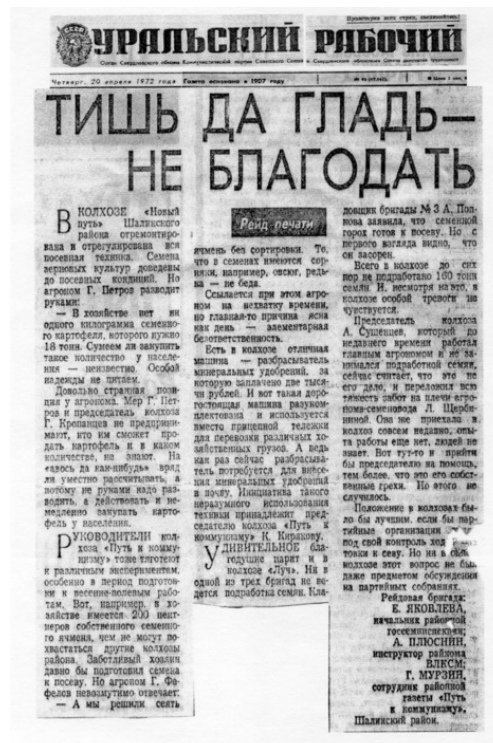 Пролетарии всех стран, соединяйтесь!
УРАЛЬСКИЙ РАБОЧИЙ
Четверг, 20 апреля 1972 года
Газета основана в 1907 году
ТИШЬ ДА ГЛАДЬ—
НЕ БЛАГОДАТЬ
В КОЛХОЗЕ «Новый
путь» Шалинского
района отремонтиро-
вана и отрегулирована вся
посевная техника. Семена
зерновых культур доведены
до посевных кондиций. Но
агроном Г. Петров разводит
руками:
— В хозяйстве нет ни
одного килограмма семенно-
го картофеля, которого нужно
18 тонн. Сумеем ли закупить
такое количество у населе-
ния — неизвестно. Особой
надежды не питаем.
Довольно странная пози-
ция у агронома. Мер Г. Пет-
ров и председатель колхоза
Г. Кропанцев не предприни-
мают, кто им сможет про-
дать картофель и в каком
количестве, не знают. На
«авось да как-нибудь» вряд
ли уместно рассчитывать, а
потому не руками надо раз-
водить, а действовать и не-
медленно закупать карто-
фель у населения.
РУКОВОДИТЕЛИ кол-
хоза «Путь к комму-
низму» тоже тяготеют
к различным экспериментам,
особенно в период подготов-
ки к весенне-полевым рабо-
там. Вот, например, в хо-
зяйстве имеется 200 цент-
неров собственного семенно-
го ячменя, чем не могут по-
хвастаться другие колхозы
района. Заботливый хозяин
давно бы подготовил семена
к посеву. Но агроном Г. Фа-
фелов невозмутимо отвечает:
— А мы решили сеять
Рейд печати
ячмень без сортировки. То,
что в семенах имеются сор-
няки, например, овсюг, редь-
ка — не беда.
Ссылается при этом агро-
ном на нехватку времени,
но главная-то причина ясна
как день — элементарная
безответственность.
Есть в колхозе отличная
машина — разбрасыватель
минеральных удобрений, за
которую заплачено две тыся-
чи рублей. И вот такая доро-
гостоящая машина разуком-
плектована и используется
вместо прицепной тележки
для перевозки различных хо-
зяйственных грузов. А ведь
как раз сейчас разбрасыва-
тель потребуется для внесе-
ния минеральных удобрений
в почву. Инициатива такого
неразумного использования
техники принадлежит пред-
седателю колхоза «Путь к
коммунизму» К. Киракову.
УДИВИТЕЛЬНОЕ бла-
годушие царит и в
колхозе «Луч». Ни в
одной из трех бригад не ве-
дется подработка семян. Кла-
довщик бригады № 3 А. Поп-
кова заявила, что семенной
город готов к посеву. Но с
первого взгляда видно, что
он засорен.
Всего в колхозе до сих
пор не подработано 160 тонн
семян. И, несмотря на это, в
колхозе особой тревоги не
чувствуется.
Председатель колхоза
А. Сушенцев, который до
недавнего времени работал
главным агрономом и не за-
нимался подработкой семян,
сейчас считает, что это не
его дело, и переложил всю
тяжесть работ на плечи агро-
нома-семеновода Л. Щерби-
ниной. Она же приехала в
колхоз совсем недавно, опы-
та работы еще нет, людей не
знает. Вот тут-то и прийти
бы председателю на помощь,
тем более, что это его собст-
венные грехи. Но этого не
случилось.
Положение в колхозах бы-
ло бы лучшим, если бы пар-
тийные организации
под свой контроль ход
товки к севу. Но ни в
колхозе этот вопрос не был
даже предметом обсуждения
на партийных собраниях.
Рейдовая бригада:
Е. ЯКОВЛЕВА,
начальник районной
госсеминспекции;
А. ПЛЮСНИН,
инструктор райкома
ВЛКСМ;
Г. МУРЗИН,
сотрудник районной
газеты «Путь
к коммунизму».
Шалинский район.